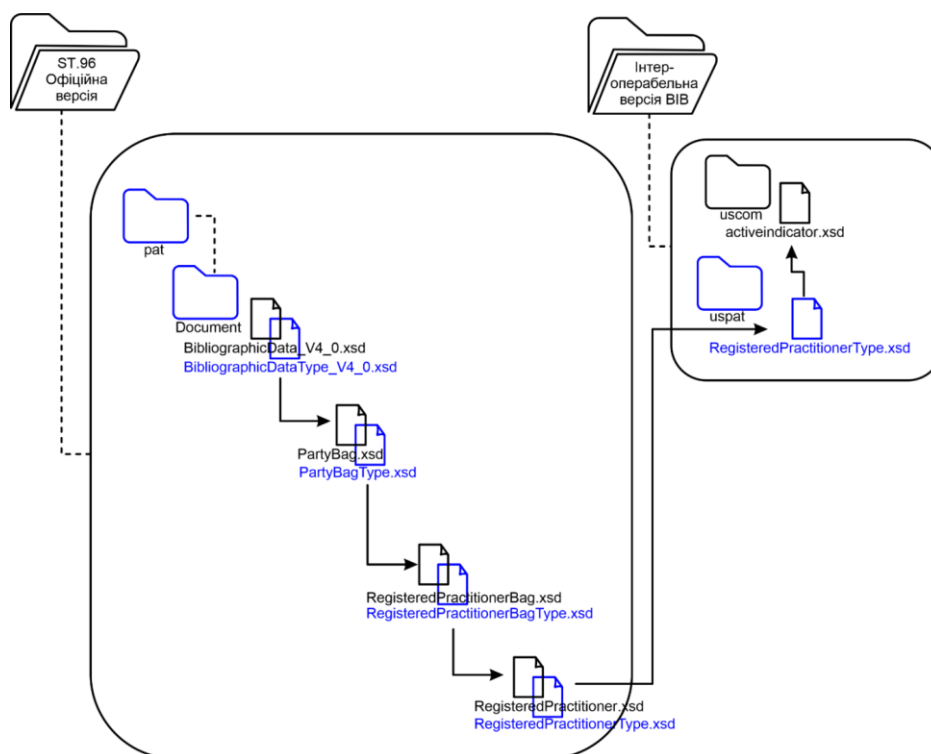 ST.96
Офіційна
версія
Інтер-
операбельна
версія BIB
pat
Document
BibliographicData_V4_0.xsd
BibliographicDataType_V4_0.xsd
PartyBag.xsd
PartyBagType.xsd
RegisteredPractitionerBag.xsd
RegisteredPractitionerBagType.xsd
RegisteredPractitioner.xsd
RegisteredPractitionerType.xsd
uscom
activeindicator.xsd
uspat
RegisteredPractitionerType.xsd